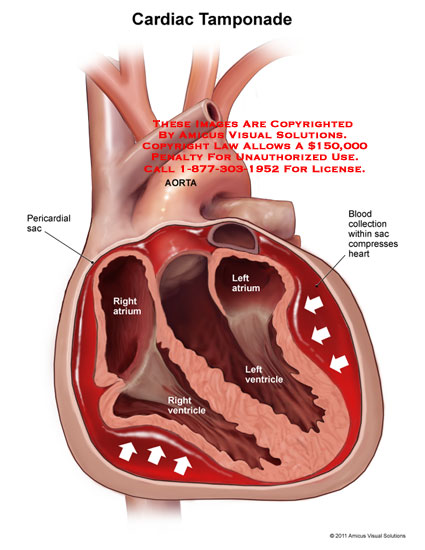 Cardiac Tamponade
These Images Are Copyrighted
By Amicus Visual Solutions.
Copyright Law Allows A $150,000
Penalty For Unauthorized Use.
Call 1-877-303-1952 For License.
AORTA
Pericardial
sac
Blood
collection
within sac
compresses
heart
Right
atrium
Left
atrium
Left
ventricle
Right
ventricle
© 2011 Amicus Visual Solutions